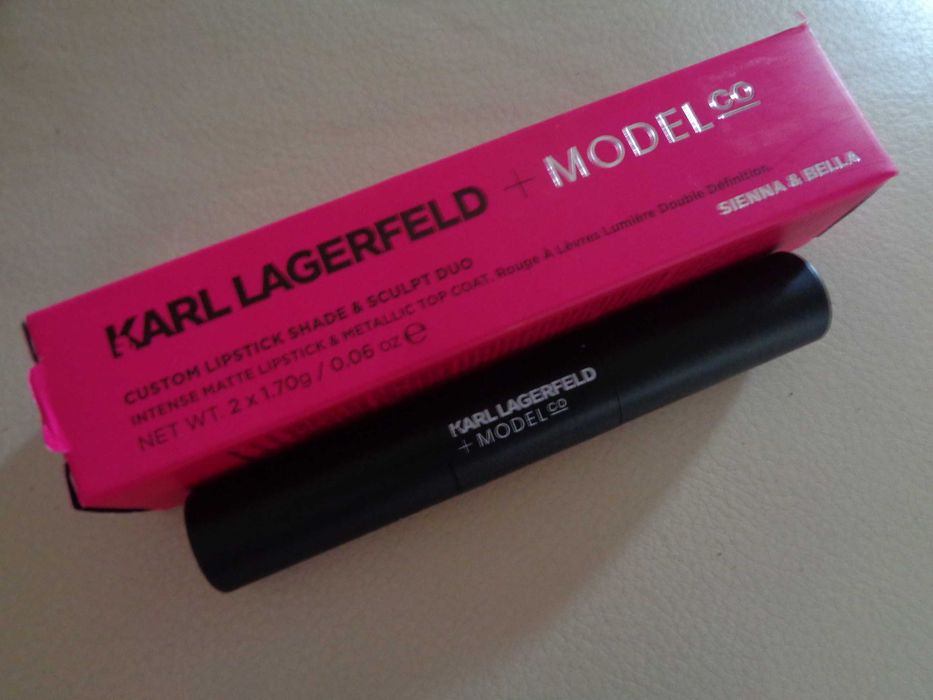 KARL LAGERFELD + MODELCO
SIENNA & BELLA
CUSTOM LIPSTICK SHADE & SCULPT DUO
INTENSE MATTE LIPSTICK & METALLIC TOP COAT. Rouge À Lèvres Lumière Double Définition.
NET WT. 2 x 1.70g / 0.06 oz ℮
KARL LAGERFELD
+ MODELCO